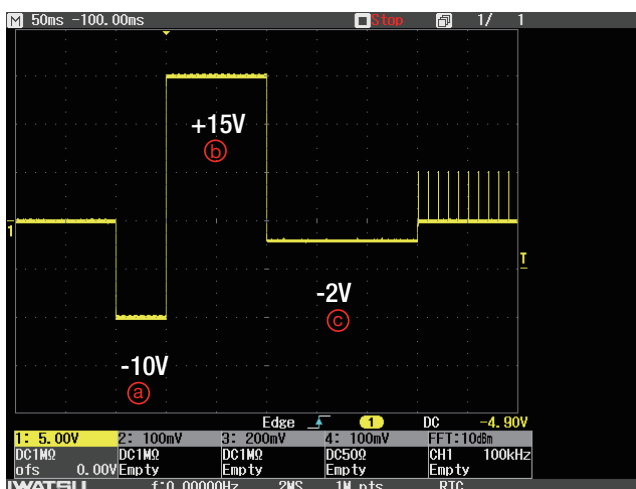 M 50ms -100.00ms Stop 1/ 1
+15V
b
1
T
-2V
c
-10V
a
Edge 1 DC -4.90V
1: 5.00V 2: 100mV 3: 200mV 4: 100mV FFT:10dBm
DC1MΩ DC1MΩ DC1MΩ DC50Ω CH1 100kHz
ofs 0.00V Empty Empty Empty Empty
IWATSU f:0.00000Hz 2MS 1M pts RTC